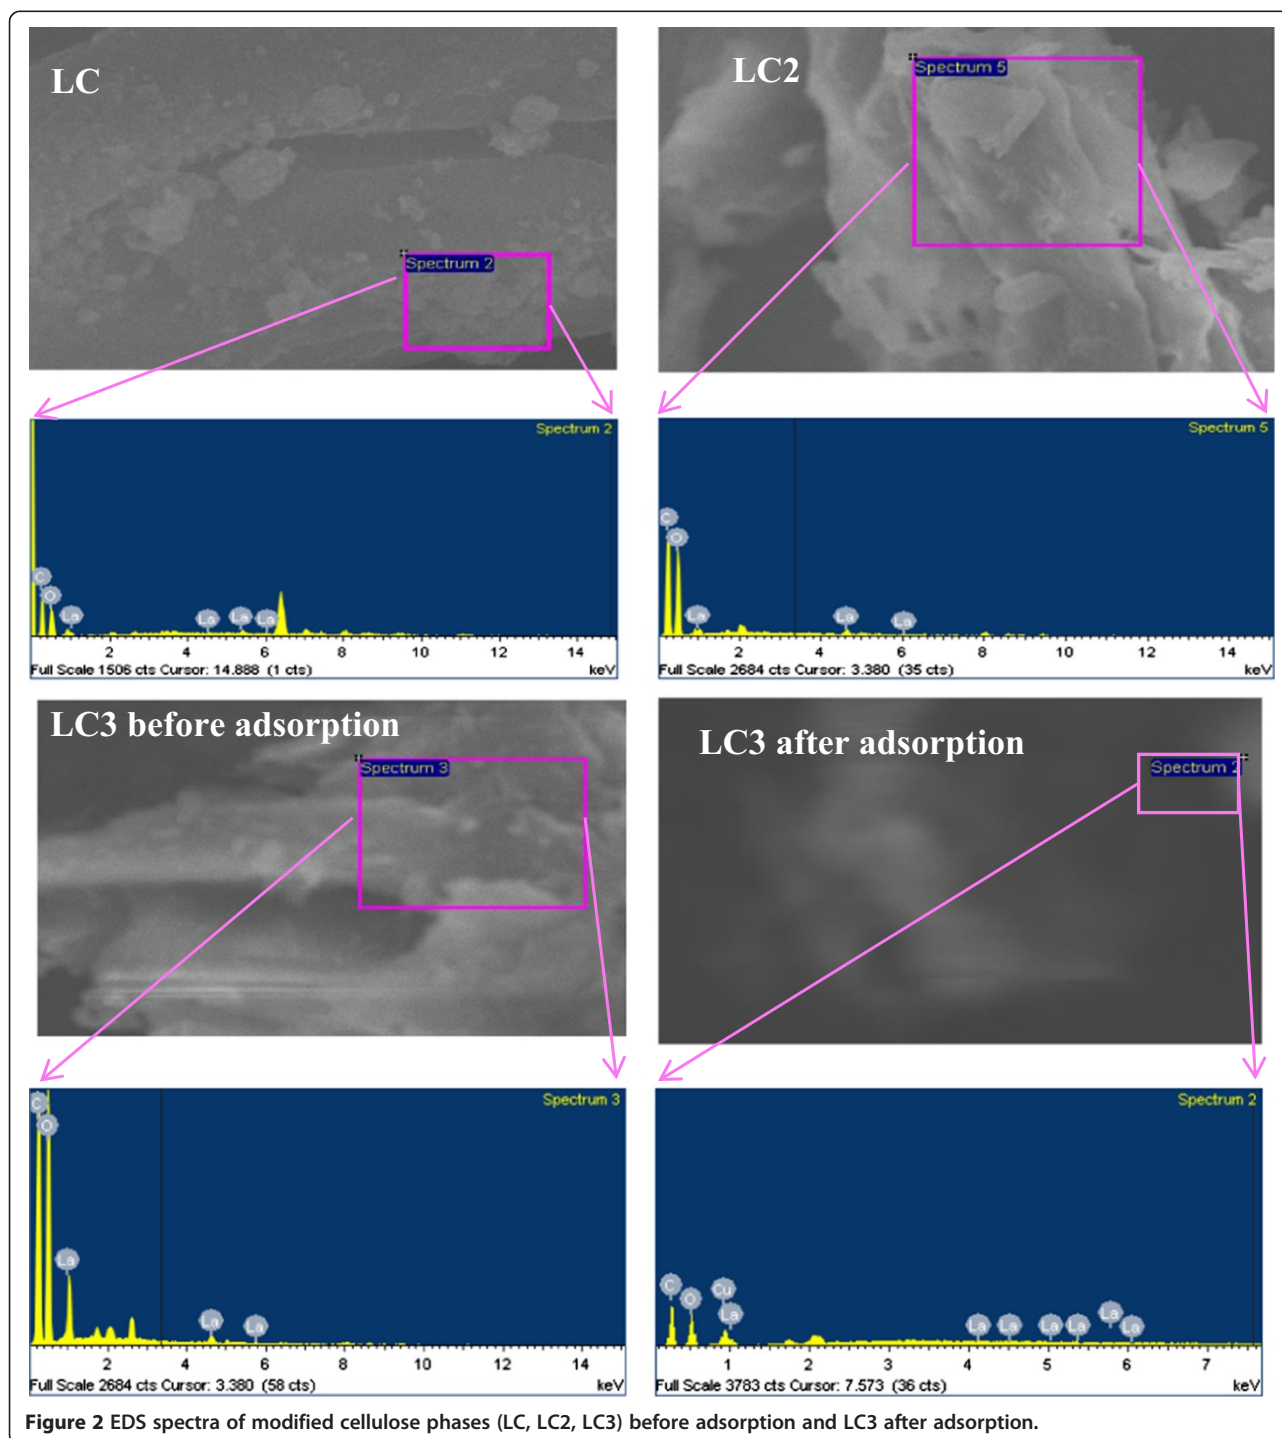 LC
Spectrum 2
LC2
Spectrum 5
Spectrum 2
C
O
La
La
La
La
2 4 6 8 10 12 14
Full Scale 1506 cts Cursor: 14.888 (1 cts) keV
Spectrum 5
C
O
La
La
La
2 4 6 8 10 12 14
Full Scale 2684 cts Cursor: 3.380 (35 cts) keV
LC3 before adsorption
Spectrum 3
LC3 after adsorption
Spectrum 2
Spectrum 3
C
O
La
La
La
2 4 6 8 10 12 14
Full Scale 2684 cts Cursor: 3.380 (58 cts) keV
Spectrum 2
C
O
Cu
La
La
La
La
La
La
La
1 2 3 4 5 6 7
Full Scale 3783 cts Cursor: 7.573 (36 cts) keV
Figure 2 EDS spectra of modified cellulose phases (LC, LC2, LC3) before adsorption and LC3 after adsorption.